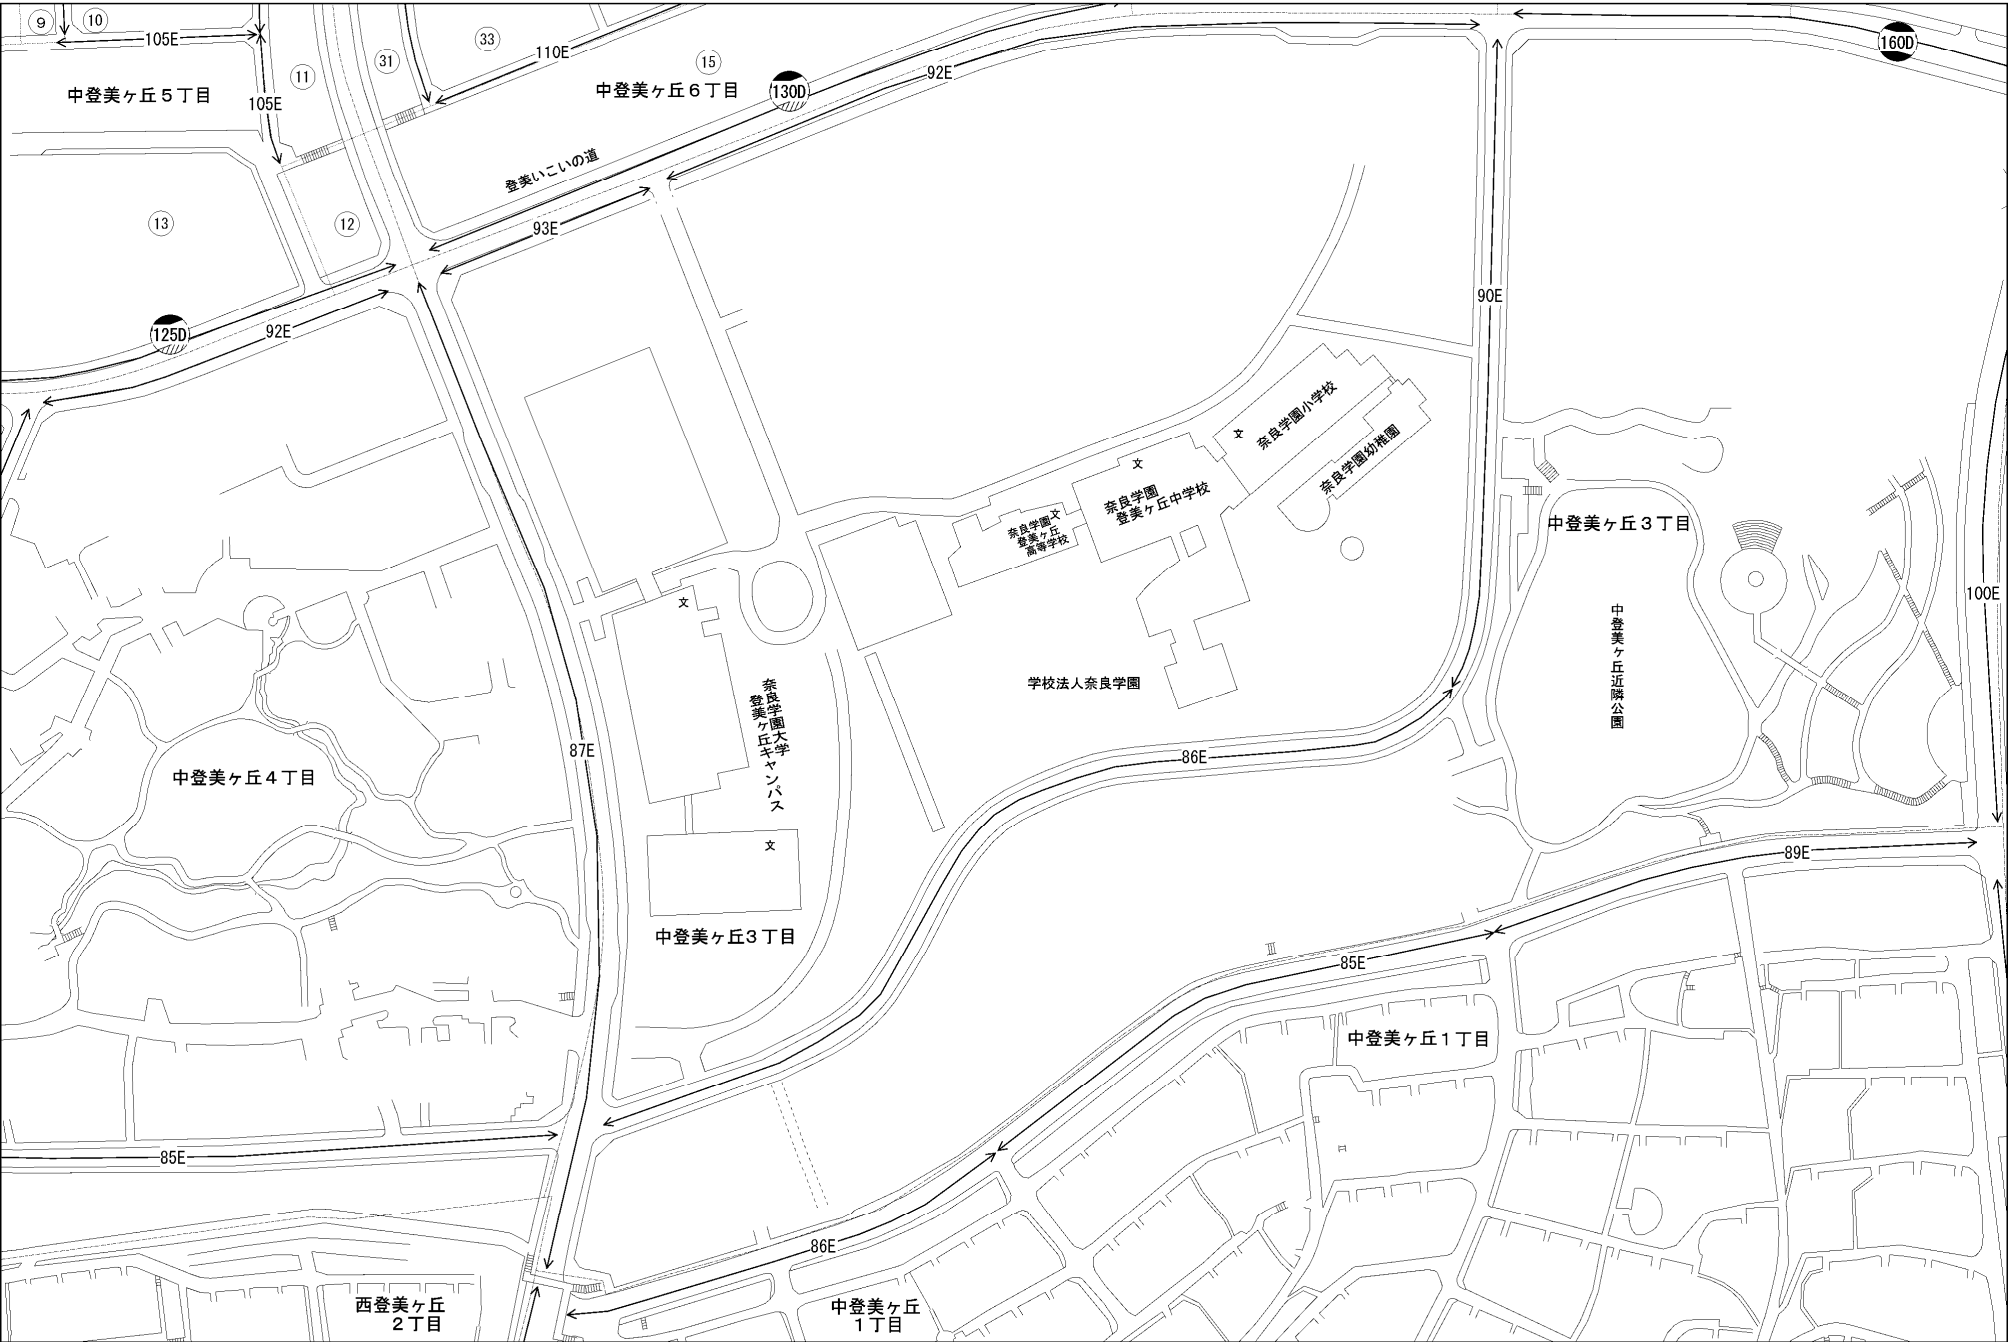 9
10
105E
11
31
33
110E
15
160D
中登美ヶ丘5丁目
105E
中登美ヶ丘6丁目
130D
92E
登美いこいの道
13
12
93E
125D
92E
90E
奈良学園小学校
奈良学園幼稚園
文
文
奈良学園
登美ヶ丘中学校
文
奈良学園
登美ヶ丘
高等学校
中登美ヶ丘3丁目
100E
中登美ヶ丘近隣公園
文
学校法人奈良学園
奈良学園大学
登美ヶ丘キャンパス
87E
86E
中登美ヶ丘4丁目
文
89E
中登美ヶ丘3丁目
85E
中登美ヶ丘1丁目
85E
86E
西登美ヶ丘
2丁目
中登美ヶ丘
1丁目